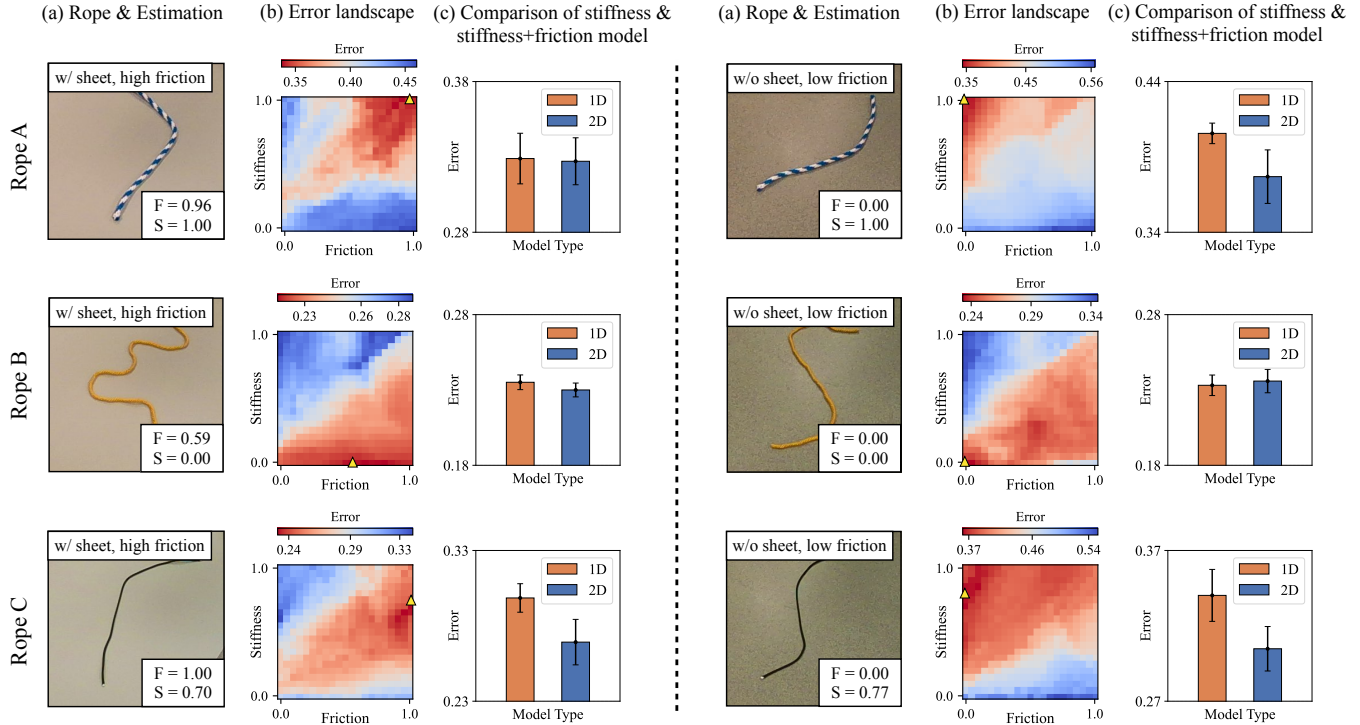 (a) Rope & Estimation
(b) Error landscape
(c) Comparison of stiffness &
stiffness+friction model
(a) Rope & Estimation
(b) Error landscape
(c) Comparison of stiffness &
stiffness+friction model
Rope A
w/ sheet, high friction
F = 0.96
S = 1.00
Error
0.35 0.40 0.45
1.0
Stiffness
0.0
0.0 Friction 1.0
0.38
Error
0.28
1D
2D
Model Type
w/o sheet, low friction
F = 0.00
S = 1.00
Error
0.35 0.45 0.56
1.0
Stiffness
0.0
0.0 Friction 1.0
0.44
Error
0.34
1D
2D
Model Type
Rope B
w/ sheet, high friction
F = 0.59
S = 0.00
Error
0.23 0.26 0.28
1.0
Stiffness
0.0
0.0 Friction 1.0
0.28
Error
0.18
1D
2D
Model Type
w/o sheet, low friction
F = 0.00
S = 0.00
Error
0.24 0.29 0.34
1.0
Stiffness
0.0
0.0 Friction 1.0
0.28
Error
0.18
1D
2D
Model Type
Rope C
w/ sheet, high friction
F = 1.00
S = 0.70
Error
0.24 0.29 0.33
1.0
Stiffness
0.0
0.0 Friction 1.0
0.33
Error
0.23
1D
2D
Model Type
w/o sheet, low friction
F = 0.00
S = 0.77
Error
0.37 0.46 0.54
1.0
Stiffness
0.0
0.0 Friction 1.0
0.37
Error
0.27
1D
2D
Model Type